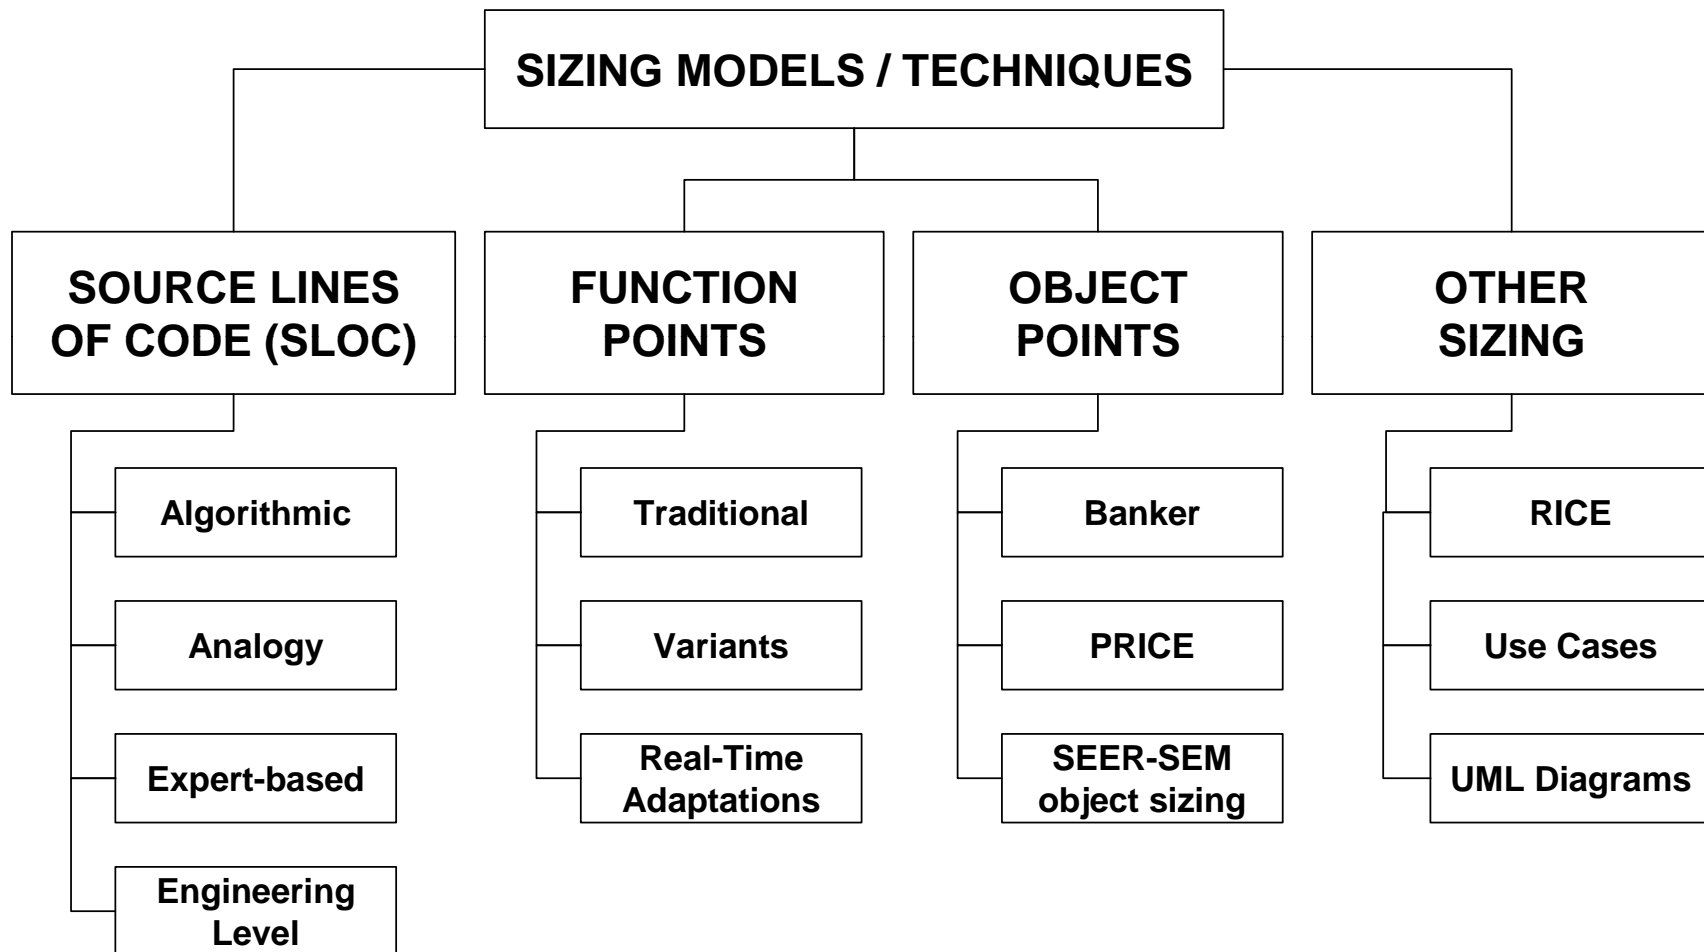 SIZING MODELS / TECHNIQUES
SOURCE LINES
OF CODE (SLOC)
FUNCTION
POINTS
OBJECT
POINTS
OTHER
SIZING
Algorithmic
Analogy
Expert-based
Engineering
Level
Traditional
Variants
Real-Time
Adaptations
Banker
PRICE
SEER-SEM
object sizing
RICE
Use Cases
UML Diagrams